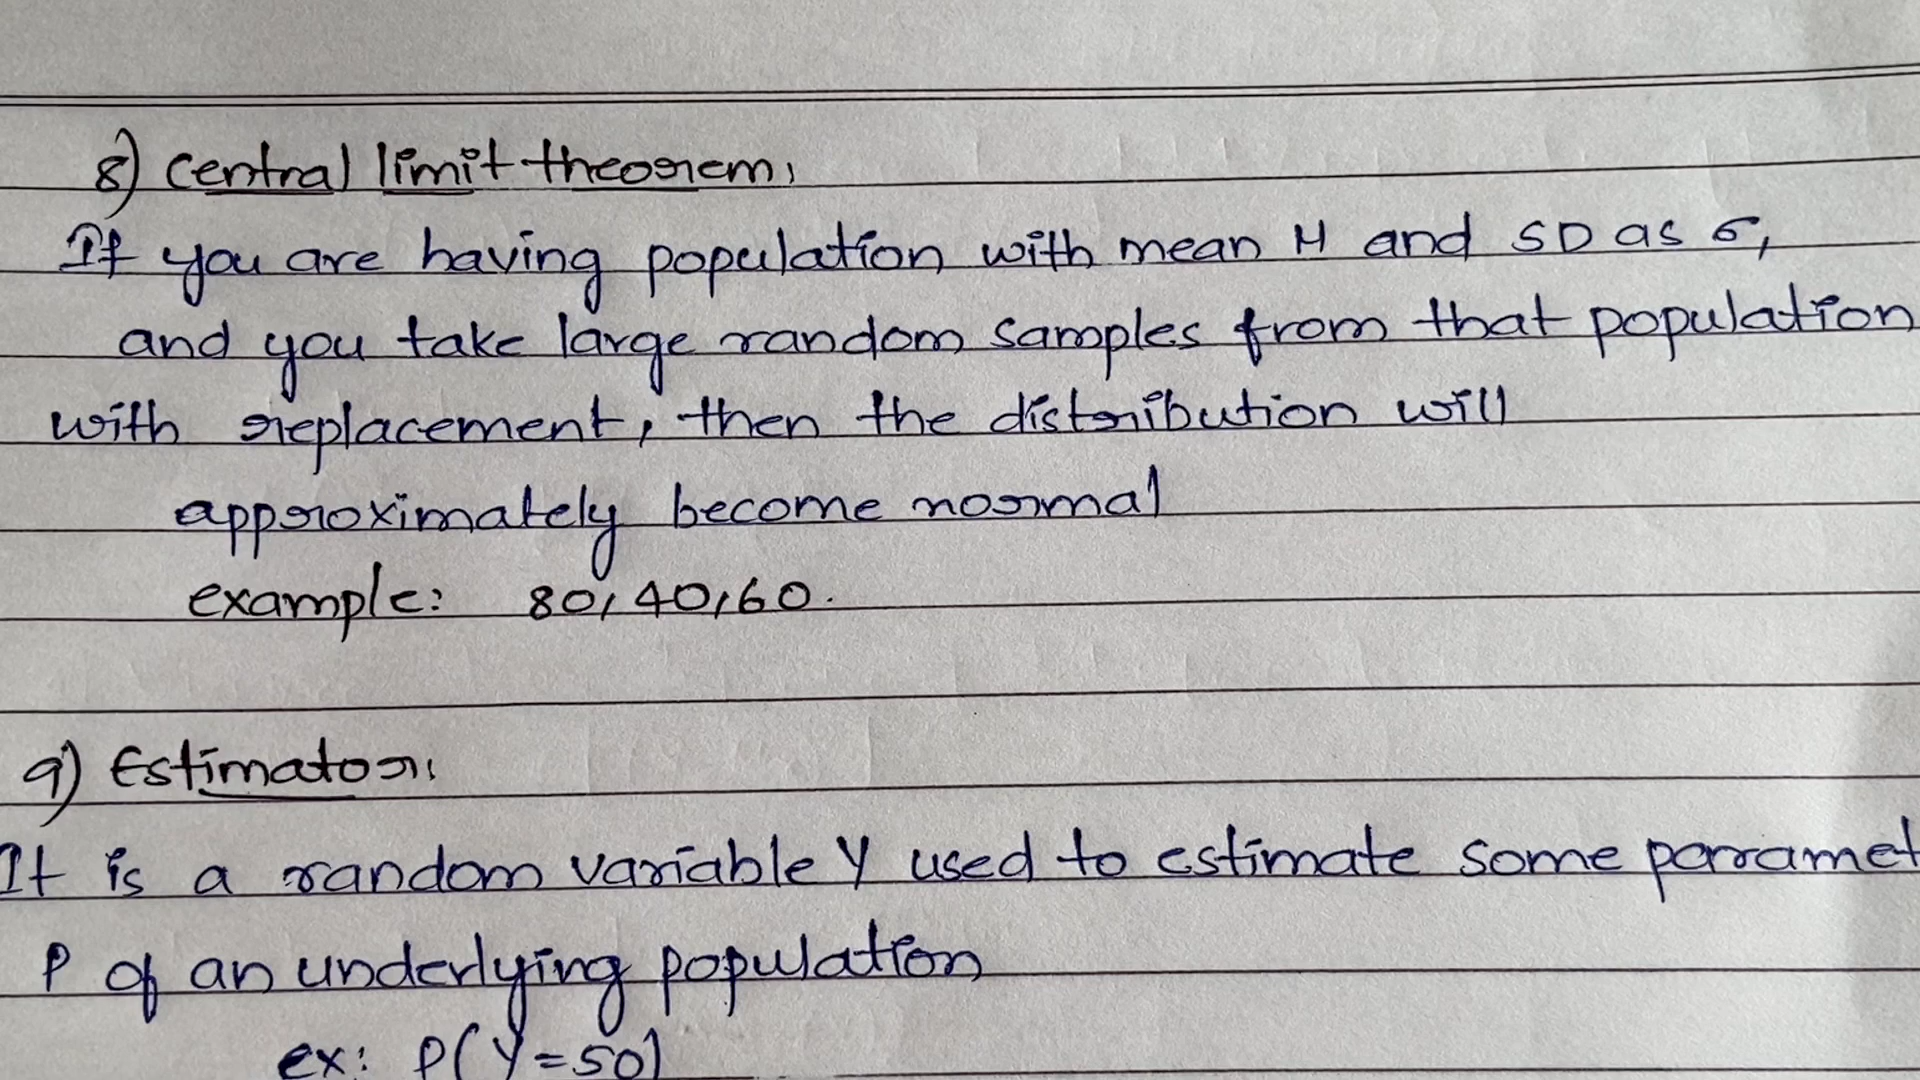 8) Central limit theorem:
If you are having population with mean μ and SD as σ,
and you take large random samples from that population
with replacement, then the distribution will
approximately become normal
example: 80, 40, 60.
9) Estimator:
It is a random variable Y used to estimate some parramet
P of an underlying population
ex: P(Y=50)